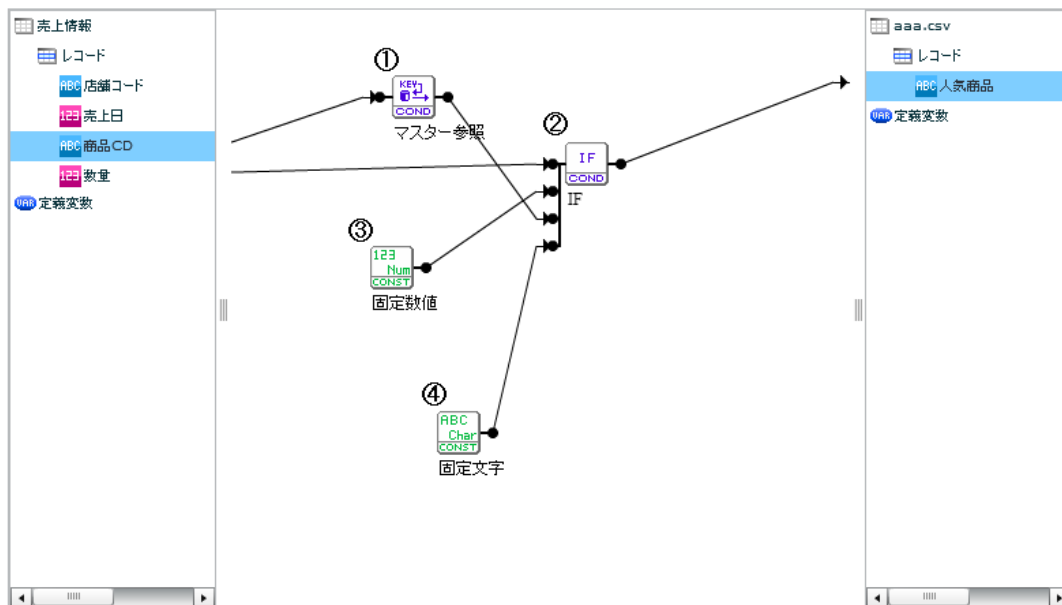 売上情報
レコード
ABC 店舗コード
123 売上日
ABC 商品CD
123 数量
VAR 定義変数
①
KEY
COND
マスター参照
②
IF
COND
IF
③
123
Num
CONST
固定数値
④
ABC
Char
CONST
固定文字
aaa.csv
レコード
ABC 人気商品
VAR 定義変数